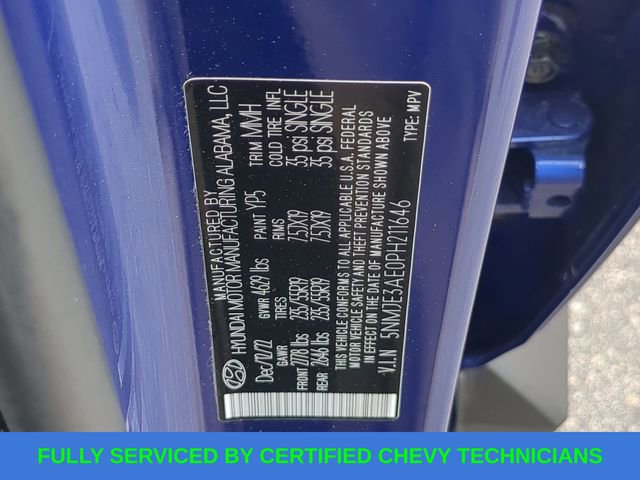 MANUFACTURED BY
HYUNDAI MOTOR MANUFACTURING ALABAMA, LLC
Dec/10/22 GVWR 4629 lbs PAINT YP5 TRIM MMH
GAWR TIRES RIMS COLD TIRE INFL
FRONT 2778 lbs 235/55R19 7.5JX19 35 psi SINGLE
REAR 2646 lbs 235/55R19 7.5JX19 35 psi SINGLE
THIS VEHICLE CONFORMS TO ALL APPLICABLE U.S.A. FEDERAL
MOTOR VEHICLE SAFETY AND THEFT PREVENTION STANDARDS
IN EFFECT ON THE DATE OF MANUFACTURE SHOWN ABOVE
V.I.N 5NM1E3AE0PH211646 TYPE: MPV
FULLY SERVICED BY CERTIFIED CHEVY TECHNICIANS